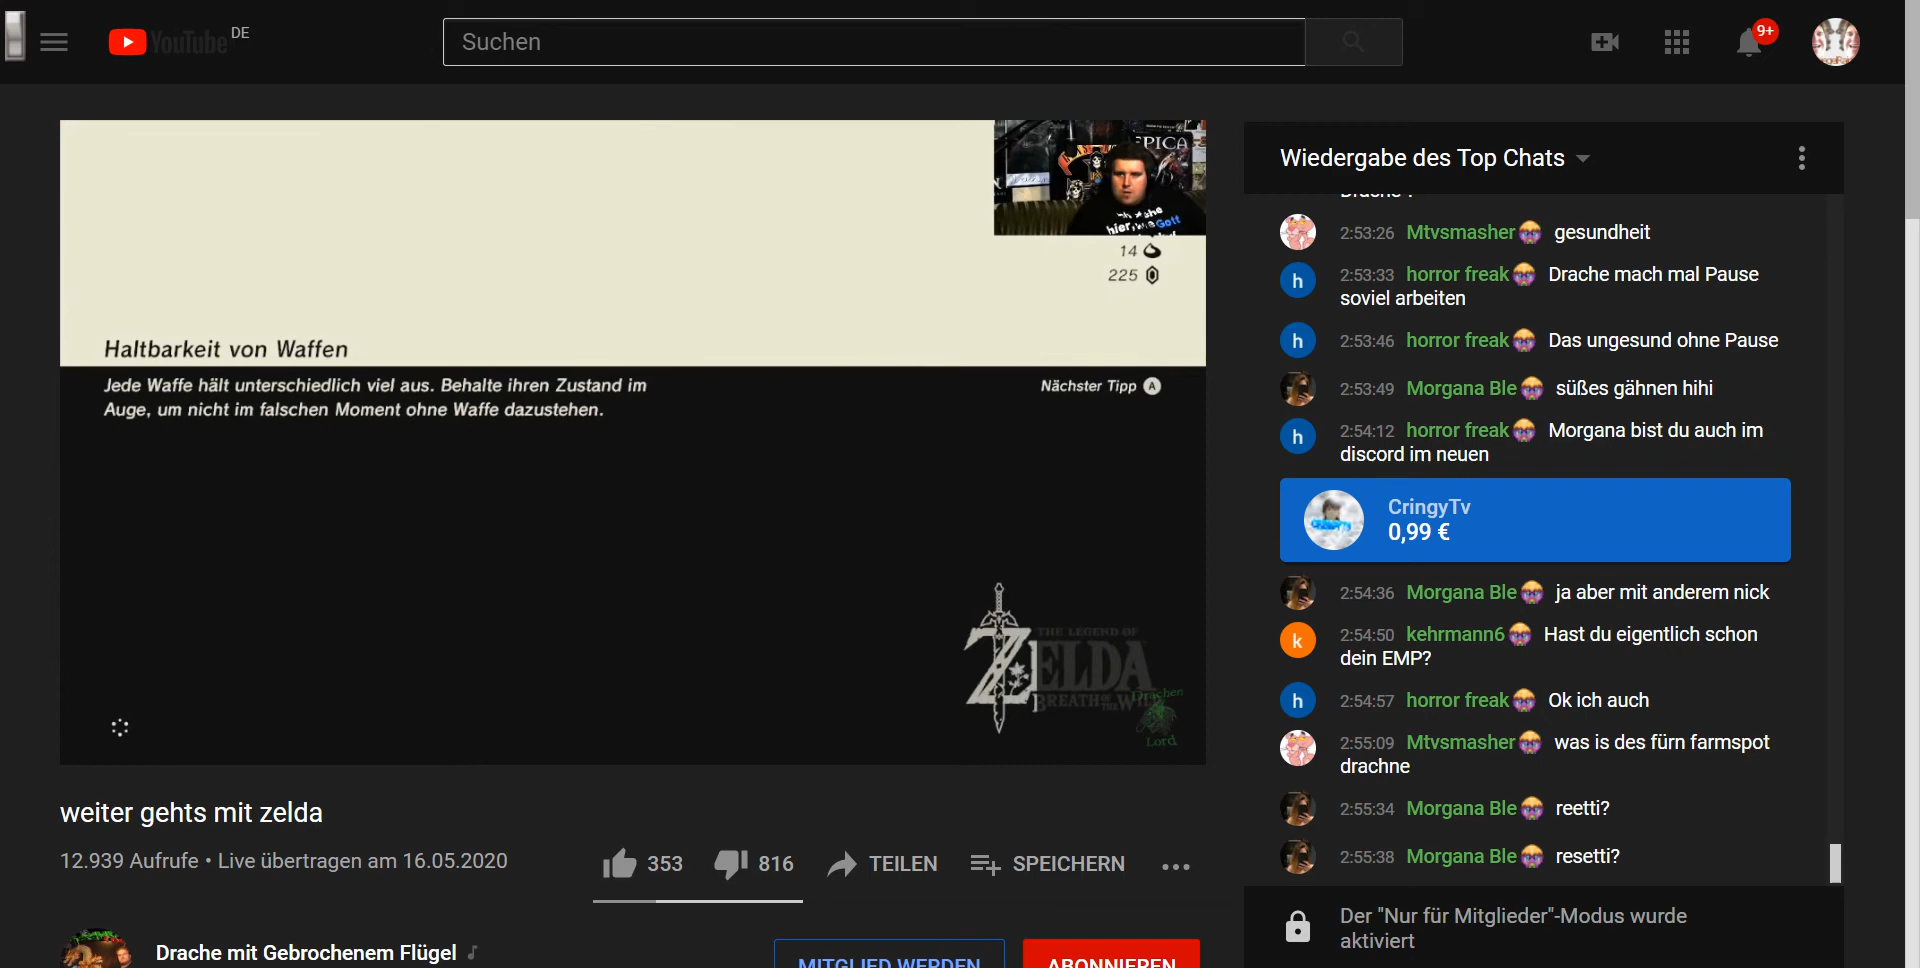 YouTube DE
Suchen
9+
EPICA
hier, wie Gott
14
225
Haltbarkeit von Waffen
Jede Waffe hält unterschiedlich viel aus. Behalte ihren Zustand im
Auge, um nicht im falschen Moment ohne Waffe dazustehen.
Nächster Tipp A
THE LEGEND OF
ZELDA
BREATH OF THE WILD
Drachen
Lord
weiter gehts mit zelda
12.939 Aufrufe • Live übertragen am 16.05.2020
353 816 TEILEN SPEICHERN
Drache mit Gebrochenem Flügel
MITGLIED WERDEN ABONNIEREN
Wiedergabe des Top Chats
Drache ?
2:53:26 Mtvsmasher gesundheit
h 2:53:33 horror freak Drache mach mal Pause
soviel arbeiten
h 2:53:46 horror freak Das ungesund ohne Pause
2:53:49 Morgana Ble süßes gähnen hihi
h 2:54:12 horror freak Morgana bist du auch im
discord im neuen
CringyTv
0,99 €
2:54:36 Morgana Ble ja aber mit anderem nick
k 2:54:50 kehrmann6 Hast du eigentlich schon
dein EMP?
h 2:54:57 horror freak Ok ich auch
2:55:09 Mtvsmasher was is des fürn farmspot
drachne
2:55:34 Morgana Ble reetti?
2:55:38 Morgana Ble resetti?
Der "Nur für Mitglieder"-Modus wurde
aktiviert